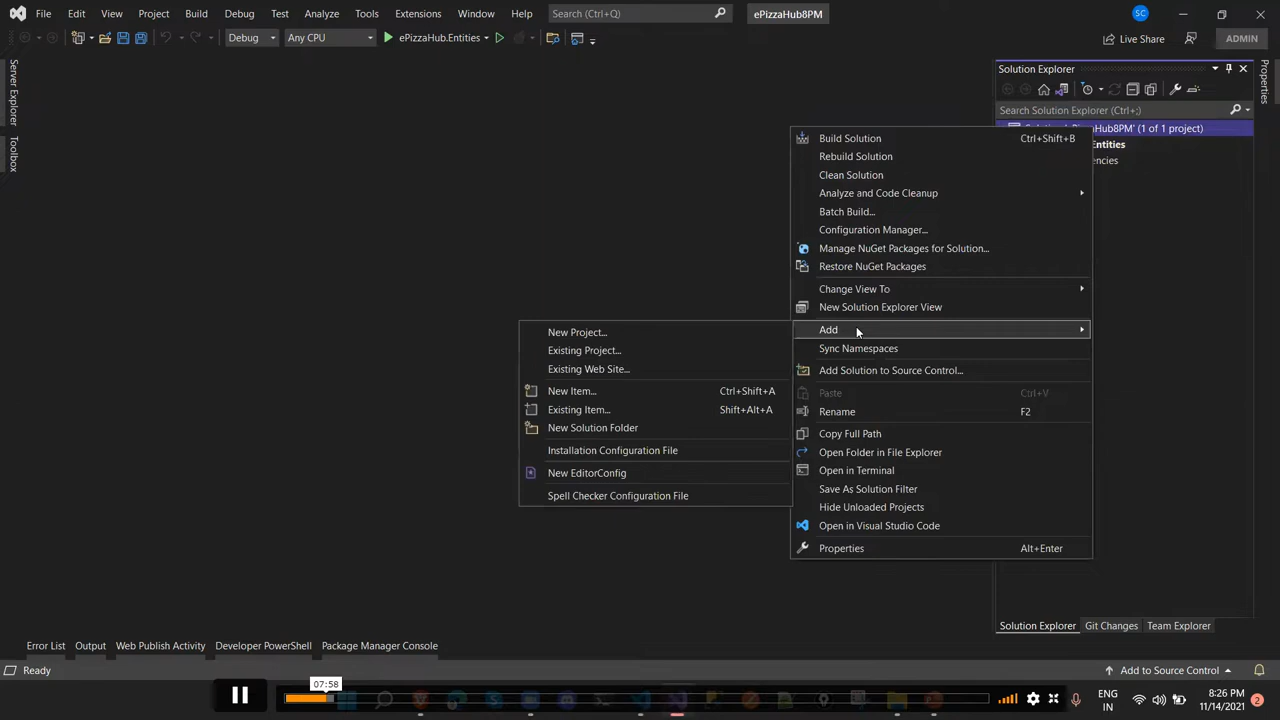 File Edit View Project Build Debug Test Analyze Tools Extensions Window Help Search (Ctrl+Q) ePizzaHub8PM SC
Debug Any CPU ePizzaHub.Entities Live Share ADMIN
Server Explorer
Toolbox
Solution Explorer
Properties
Search Solution Explorer (Ctrl+;)
Hub8PM' (1 of 1 project)
Entities
encies
Build Solution Ctrl+Shift+B
Rebuild Solution
Clean Solution
Analyze and Code Cleanup
Batch Build...
Configuration Manager...
Manage NuGet Packages for Solution...
Restore NuGet Packages
Change View To
New Solution Explorer View
Add
Sync Namespaces
Add Solution to Source Control...
Paste Ctrl+V
Rename F2
Copy Full Path
Open Folder in File Explorer
Open in Terminal
Save As Solution Filter
Hide Unloaded Projects
Open in Visual Studio Code
Properties Alt+Enter
New Project...
Existing Project...
Existing Web Site...
New Item... Ctrl+Shift+A
Existing Item... Shift+Alt+A
New Solution Folder
Installation Configuration File
New EditorConfig
Spell Checker Configuration File
Solution Explorer Git Changes Team Explorer
Error List Output Web Publish Activity Developer PowerShell Package Manager Console
Ready Add to Source Control
07:58
ENG
IN
8:26 PM
11/14/2021
2